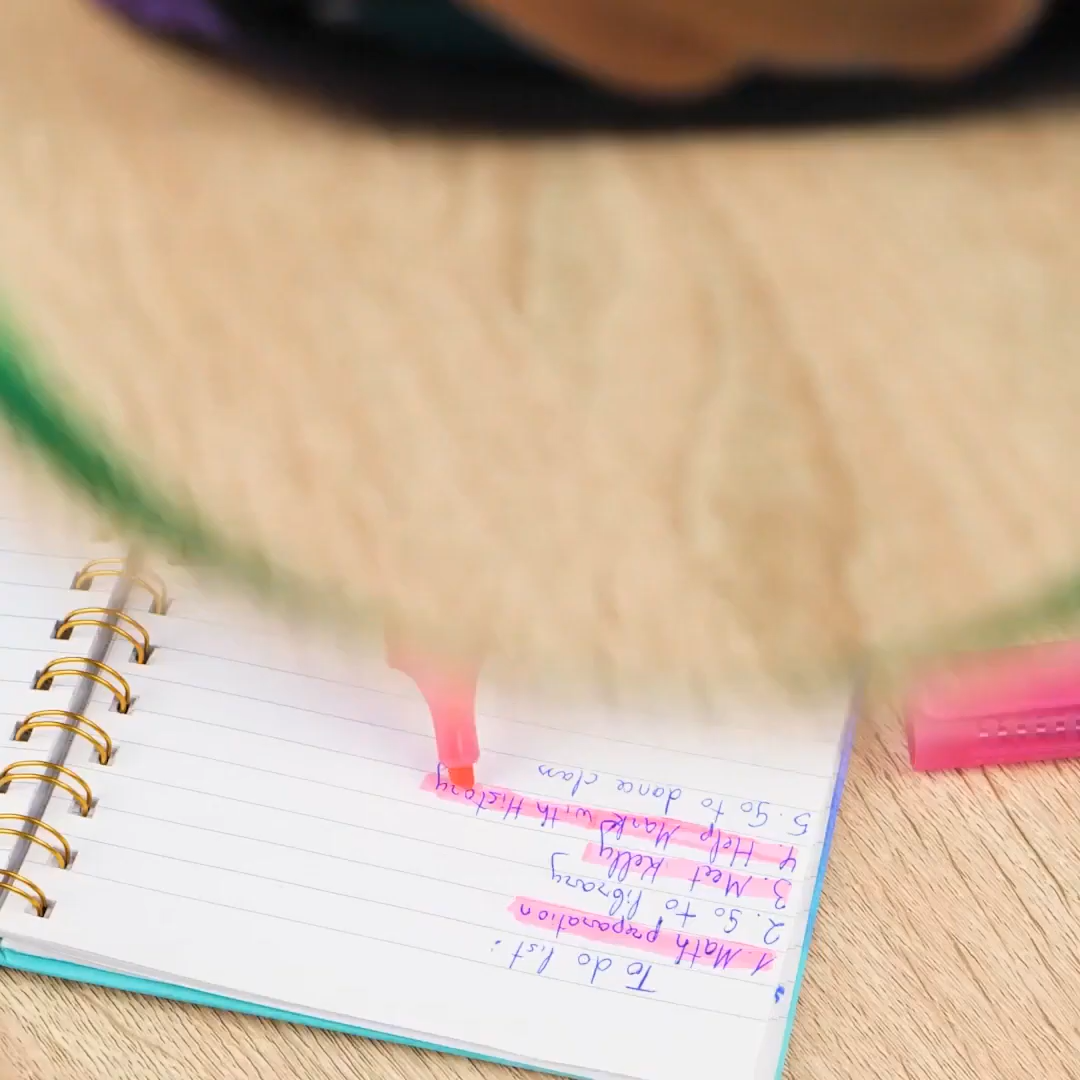 To do list:
1. Math preparation
2. Go to library
3. Meet Kelly
4. Help Mark with History
5. Go to dance class